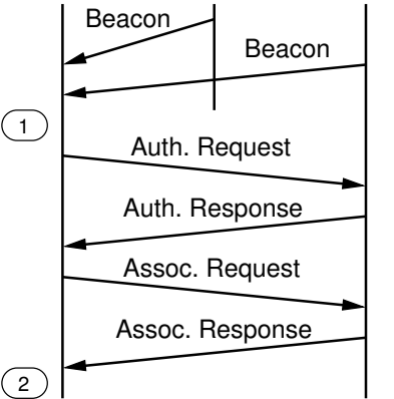 Beacon
Beacon
1
Auth. Request
Auth. Response
Assoc. Request
Assoc. Response
2